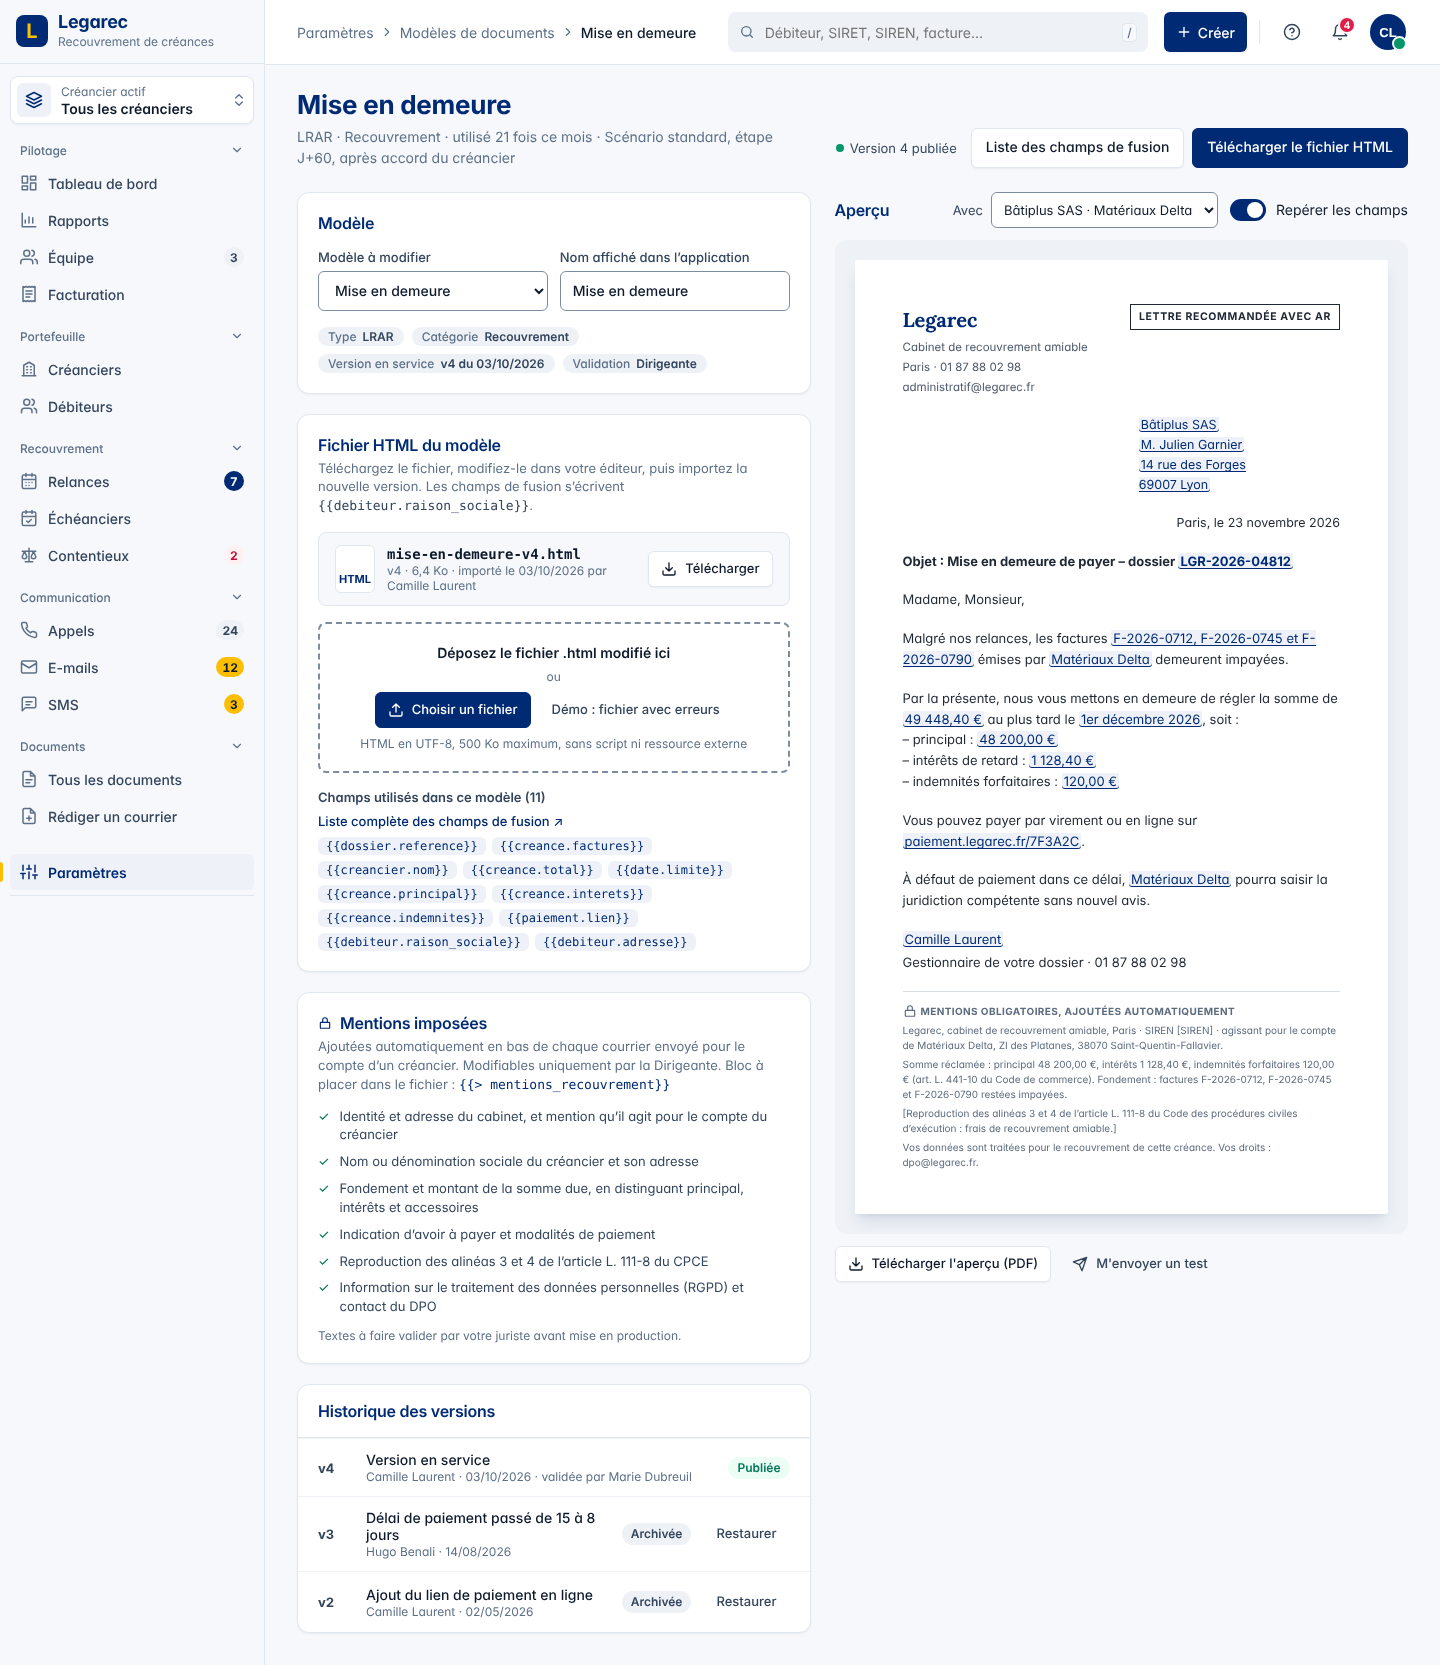 L
Legarec
Recouvrement de créances
Créancier actif
Tous les créanciers
Pilotage
Tableau de bord
Rapports
Équipe 3
Facturation
Portefeuille
Créanciers
Débiteurs
Recouvrement
Relances 7
Échéanciers
Contentieux 2
Communication
Appels 24
E-mails 12
SMS 3
Documents
Tous les documents
Rédiger un courrier
Paramètres
Paramètres > Modèles de documents > Mise en demeure
Débiteur, SIRET, SIREN, facture... /
Créer
4
CL
Mise en demeure
LRAR · Recouvrement · utilisé 21 fois ce mois · Scénario standard, étape
J+60, après accord du créancier
Version 4 publiée
Liste des champs de fusion
Télécharger le fichier HTML
Modèle
Modèle à modifier
Mise en demeure
Nom affiché dans l’application
Mise en demeure
Type LRAR
Catégorie Recouvrement
Version en service v4 du 03/10/2026
Validation Dirigeante
Fichier HTML du modèle
Téléchargez le fichier, modifiez-le dans votre éditeur, puis importez la
nouvelle version. Les champs de fusion s’écrivent
{{debiteur.raison_sociale}}.
HTML
mise-en-demeure-v4.html
v4 · 6,4 Ko · importé le 03/10/2026 par
Camille Laurent
Télécharger
Déposez le fichier .html modifié ici
ou
Choisir un fichier
Démo : fichier avec erreurs
HTML en UTF-8, 500 Ko maximum, sans script ni ressource externe
Champs utilisés dans ce modèle (11)
Liste complète des champs de fusion ↗
{{dossier.reference}} {{creance.factures}}
{{creancier.nom}} {{creance.total}} {{date.limite}}
{{creance.principal}} {{creance.interets}}
{{creance.indemnites}} {{paiement.lien}}
{{debiteur.raison_sociale}} {{debiteur.adresse}}
Mentions imposées
Ajoutées automatiquement en bas de chaque courrier envoyé pour le
compte d’un créancier. Modifiables uniquement par la Dirigeante. Bloc à
placer dans le fichier : {{> mentions_recouvrement}}
Identité et adresse du cabinet, et mention qu’il agit pour le compte du
créancier
Nom ou dénomination sociale du créancier et son adresse
Fondement et montant de la somme due, en distinguant principal,
intérêts et accessoires
Indication d’avoir à payer et modalités de paiement
Reproduction des alinéas 3 et 4 de l’article L. 111-8 du CPCE
Information sur le traitement des données personnelles (RGPD) et
contact du DPO
Textes à faire valider par votre juriste avant mise en production.
Historique des versions
v4
Version en service
Camille Laurent · 03/10/2026 · validée par Marie Dubreuil
Publiée
v3
Délai de paiement passé de 15 à 8
jours
Hugo Benali · 14/08/2026
Archivée
Restaurer
v2
Ajout du lien de paiement en ligne
Camille Laurent · 02/05/2026
Archivée
Restaurer
Aperçu
Avec
Bâtiplus SAS · Matériaux Delta
Repérer les champs
Legarec
LETTRE RECOMMANDÉE AVEC AR
Cabinet de recouvrement amiable
Paris · 01 87 88 02 98
administratif@legarec.fr
Bâtiplus SAS
M. Julien Garnier
14 rue des Forges
69007 Lyon
Paris, le 23 novembre 2026
Objet : Mise en demeure de payer – dossier LGR-2026-04812
Madame, Monsieur,
Malgré nos relances, les factures F-2026-0712, F-2026-0745 et F-
2026-0790 émises par Matériaux Delta demeurent impayées.
Par la présente, nous vous mettons en demeure de régler la somme de
49 448,40 € au plus tard le 1er décembre 2026, soit :
– principal : 48 200,00 €
– intérêts de retard : 1 128,40 €
– indemnités forfaitaires : 120,00 €
Vous pouvez payer par virement ou en ligne sur
paiement.legarec.fr/7F3A2C.
À défaut de paiement dans ce délai, Matériaux Delta pourra saisir la
juridiction compétente sans nouvel avis.
Camille Laurent
Gestionnaire de votre dossier · 01 87 88 02 98
MENTIONS OBLIGATOIRES, AJOUTÉES AUTOMATIQUEMENT
Legarec, cabinet de recouvrement amiable, Paris · SIREN [SIREN] · agissant pour le compte
de Matériaux Delta, ZI des Platanes, 38070 Saint-Quentin-Fallavier.
Somme réclamée : principal 48 200,00 €, intérêts 1 128,40 €, indemnités forfaitaires 120,00
€ (art. L. 441-10 du Code de commerce). Fondement : factures F-2026-0712, F-2026-0745
et F-2026-0790 restées impayées.
[Reproduction des alinéas 3 et 4 de l’article L. 111-8 du Code des procédures civiles
d’exécution : frais de recouvrement amiable.]
Vos données sont traitées pour le recouvrement de cette créance. Vos droits :
dpo@legarec.fr.
Télécharger l'aperçu (PDF)
M'envoyer un test